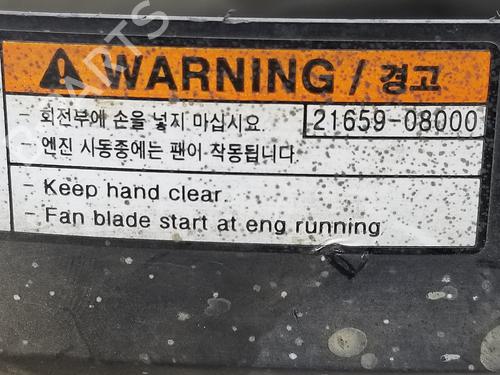 WARNING / 경고
- 회전부에 손을 넣지 마십시요. 21659-08000
- 엔진 시동중에는 팬이 작동됩니다.
- Keep hand clear.
- Fan blade start at eng running